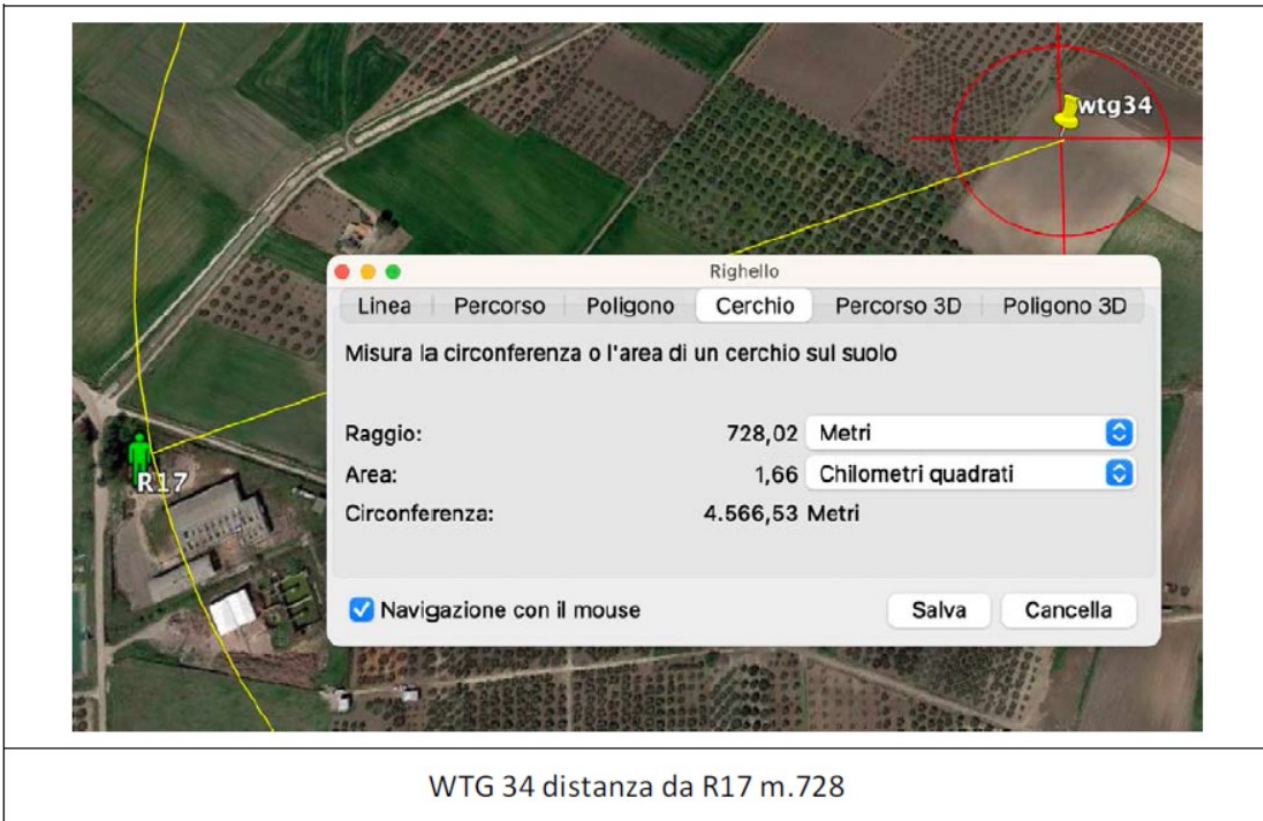 wtg34
Righello
Linea Percorso Poligono Cerchio Percorso 3D Poligono 3D
Misura la circonferenza o l'area di un cerchio sul suolo
Raggio: 728,02 Metri
R17
Area: 1,66 Chilometri quadrati
Circonferenza: 4.566,53 Metri
Navigazione con il mouse Salva Cancella
WTG 34 distanza da R17 m.728